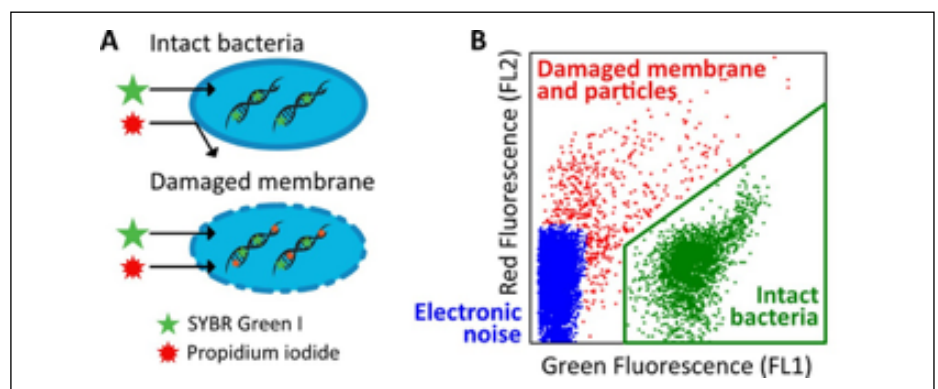 A
Intact bacteria
Damaged membrane
SYBR Green I
Propidium iodide
B
Red Fluorescence (FL2)
Damaged membrane
and particles
Electronic
noise
Intact
bacteria
Green Fluorescence (FL1)